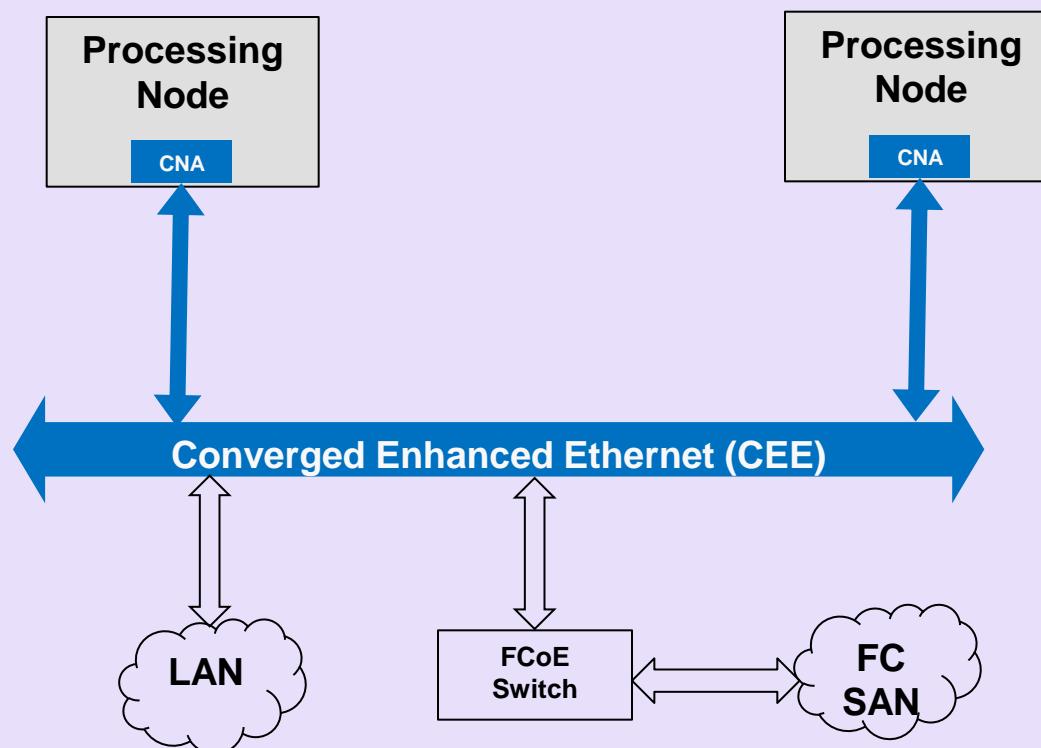 Processing
Node
CNA
Processing
Node
CNA
Converged Enhanced Ethernet (CEE)
LAN
FCoE
Switch
FC
SAN